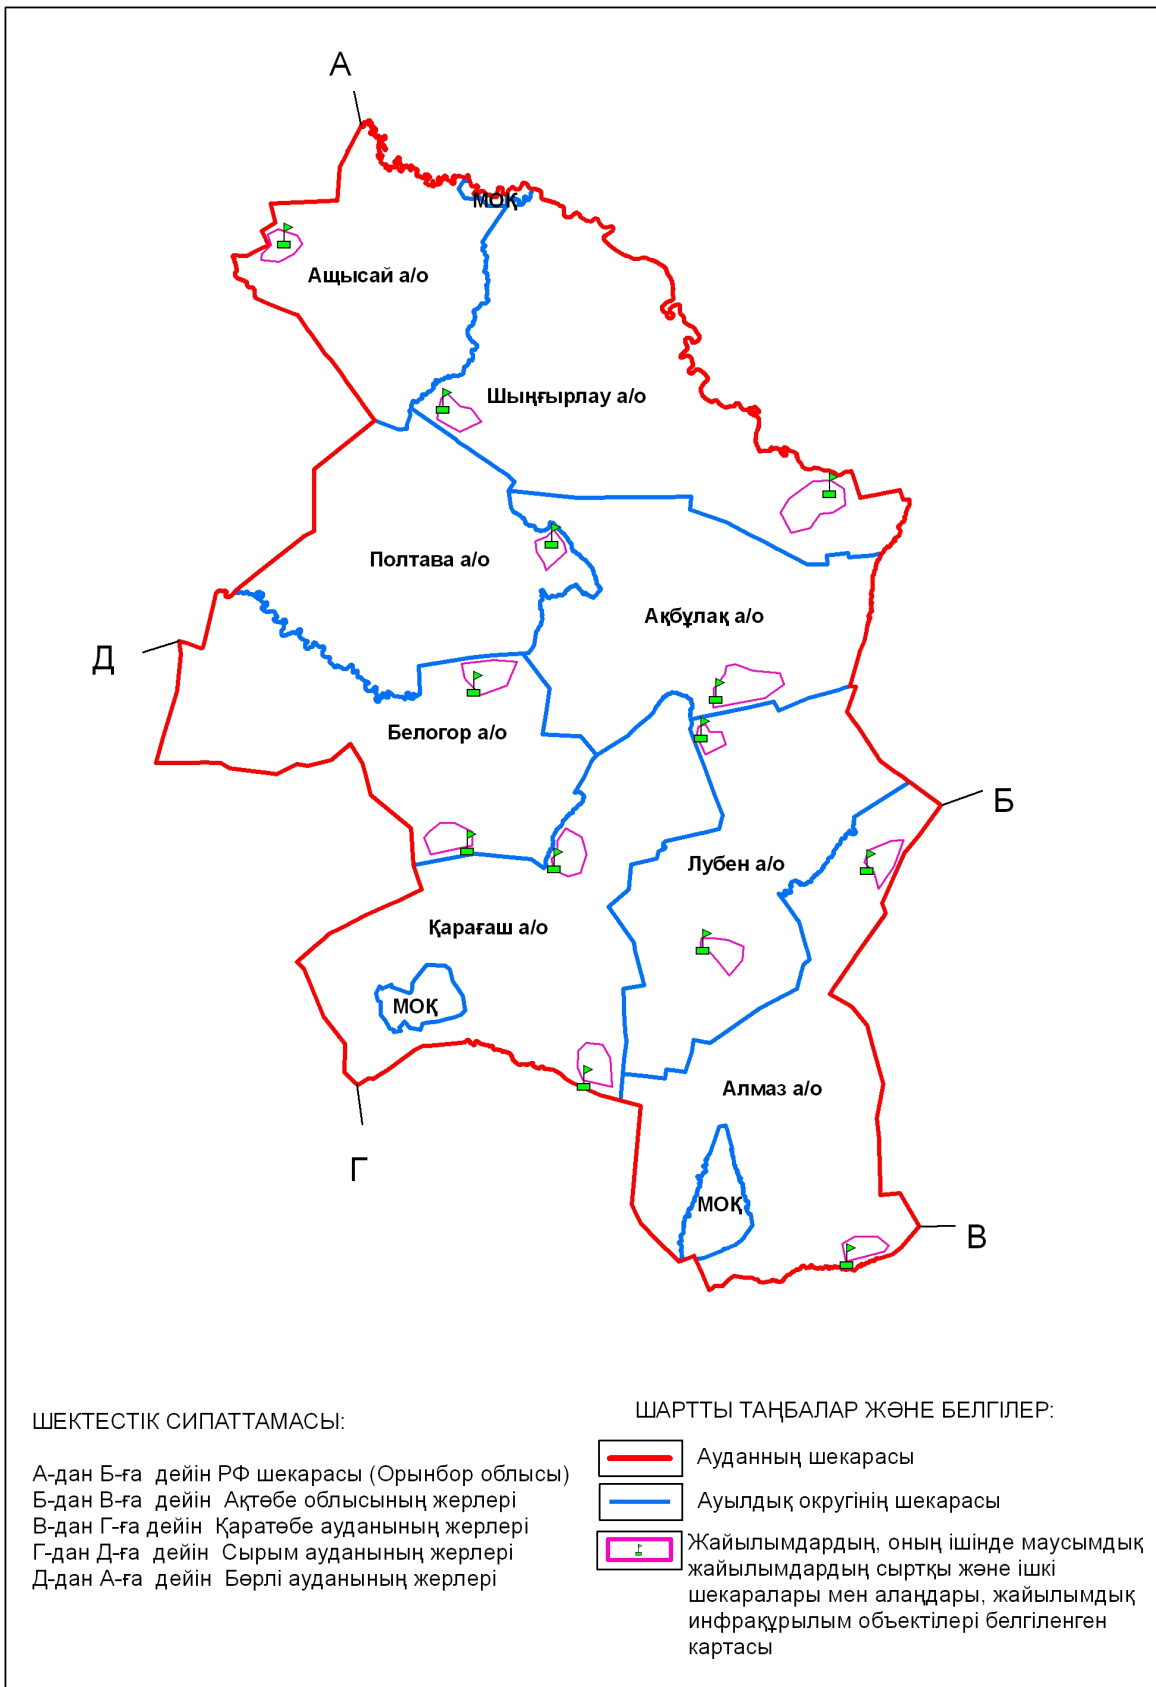 А
МОҚ
Ащысай а/о
Шыңғырлау а/о
Полтава а/о
Ақбұлақ а/о
Д
Белогор а/о
Б
Лубен а/о
Қарағаш а/о
МОҚ
Алмаз а/о
Г
МОҚ
В
ШЕКТЕСТІК СИПАТТАМАСЫ:
А-дан Б-ға дейін РФ шекарасы (Орынбор облысы)
Б-дан В-ға дейін Ақтөбе облысының жерлері
В-дан Г-ға дейін Қаратөбе ауданының жерлері
Г-дан Д-ға дейін Сырым ауданының жерлері
Д-дан А-ға дейін Бөрлі ауданының жерлері
ШАРТТЫ ТАҢБАЛАР ЖӘНЕ БЕЛГІЛЕР:
Ауданның шекарасы
Ауылдық округінің шекарасы
Жайылымдардың, оның ішінде маусымдық
жайылымдардың сыртқы және ішкі
шекаралары мен алаңдары, жайылымдық
инфрақұрылым объектілері белгіленген
картасы